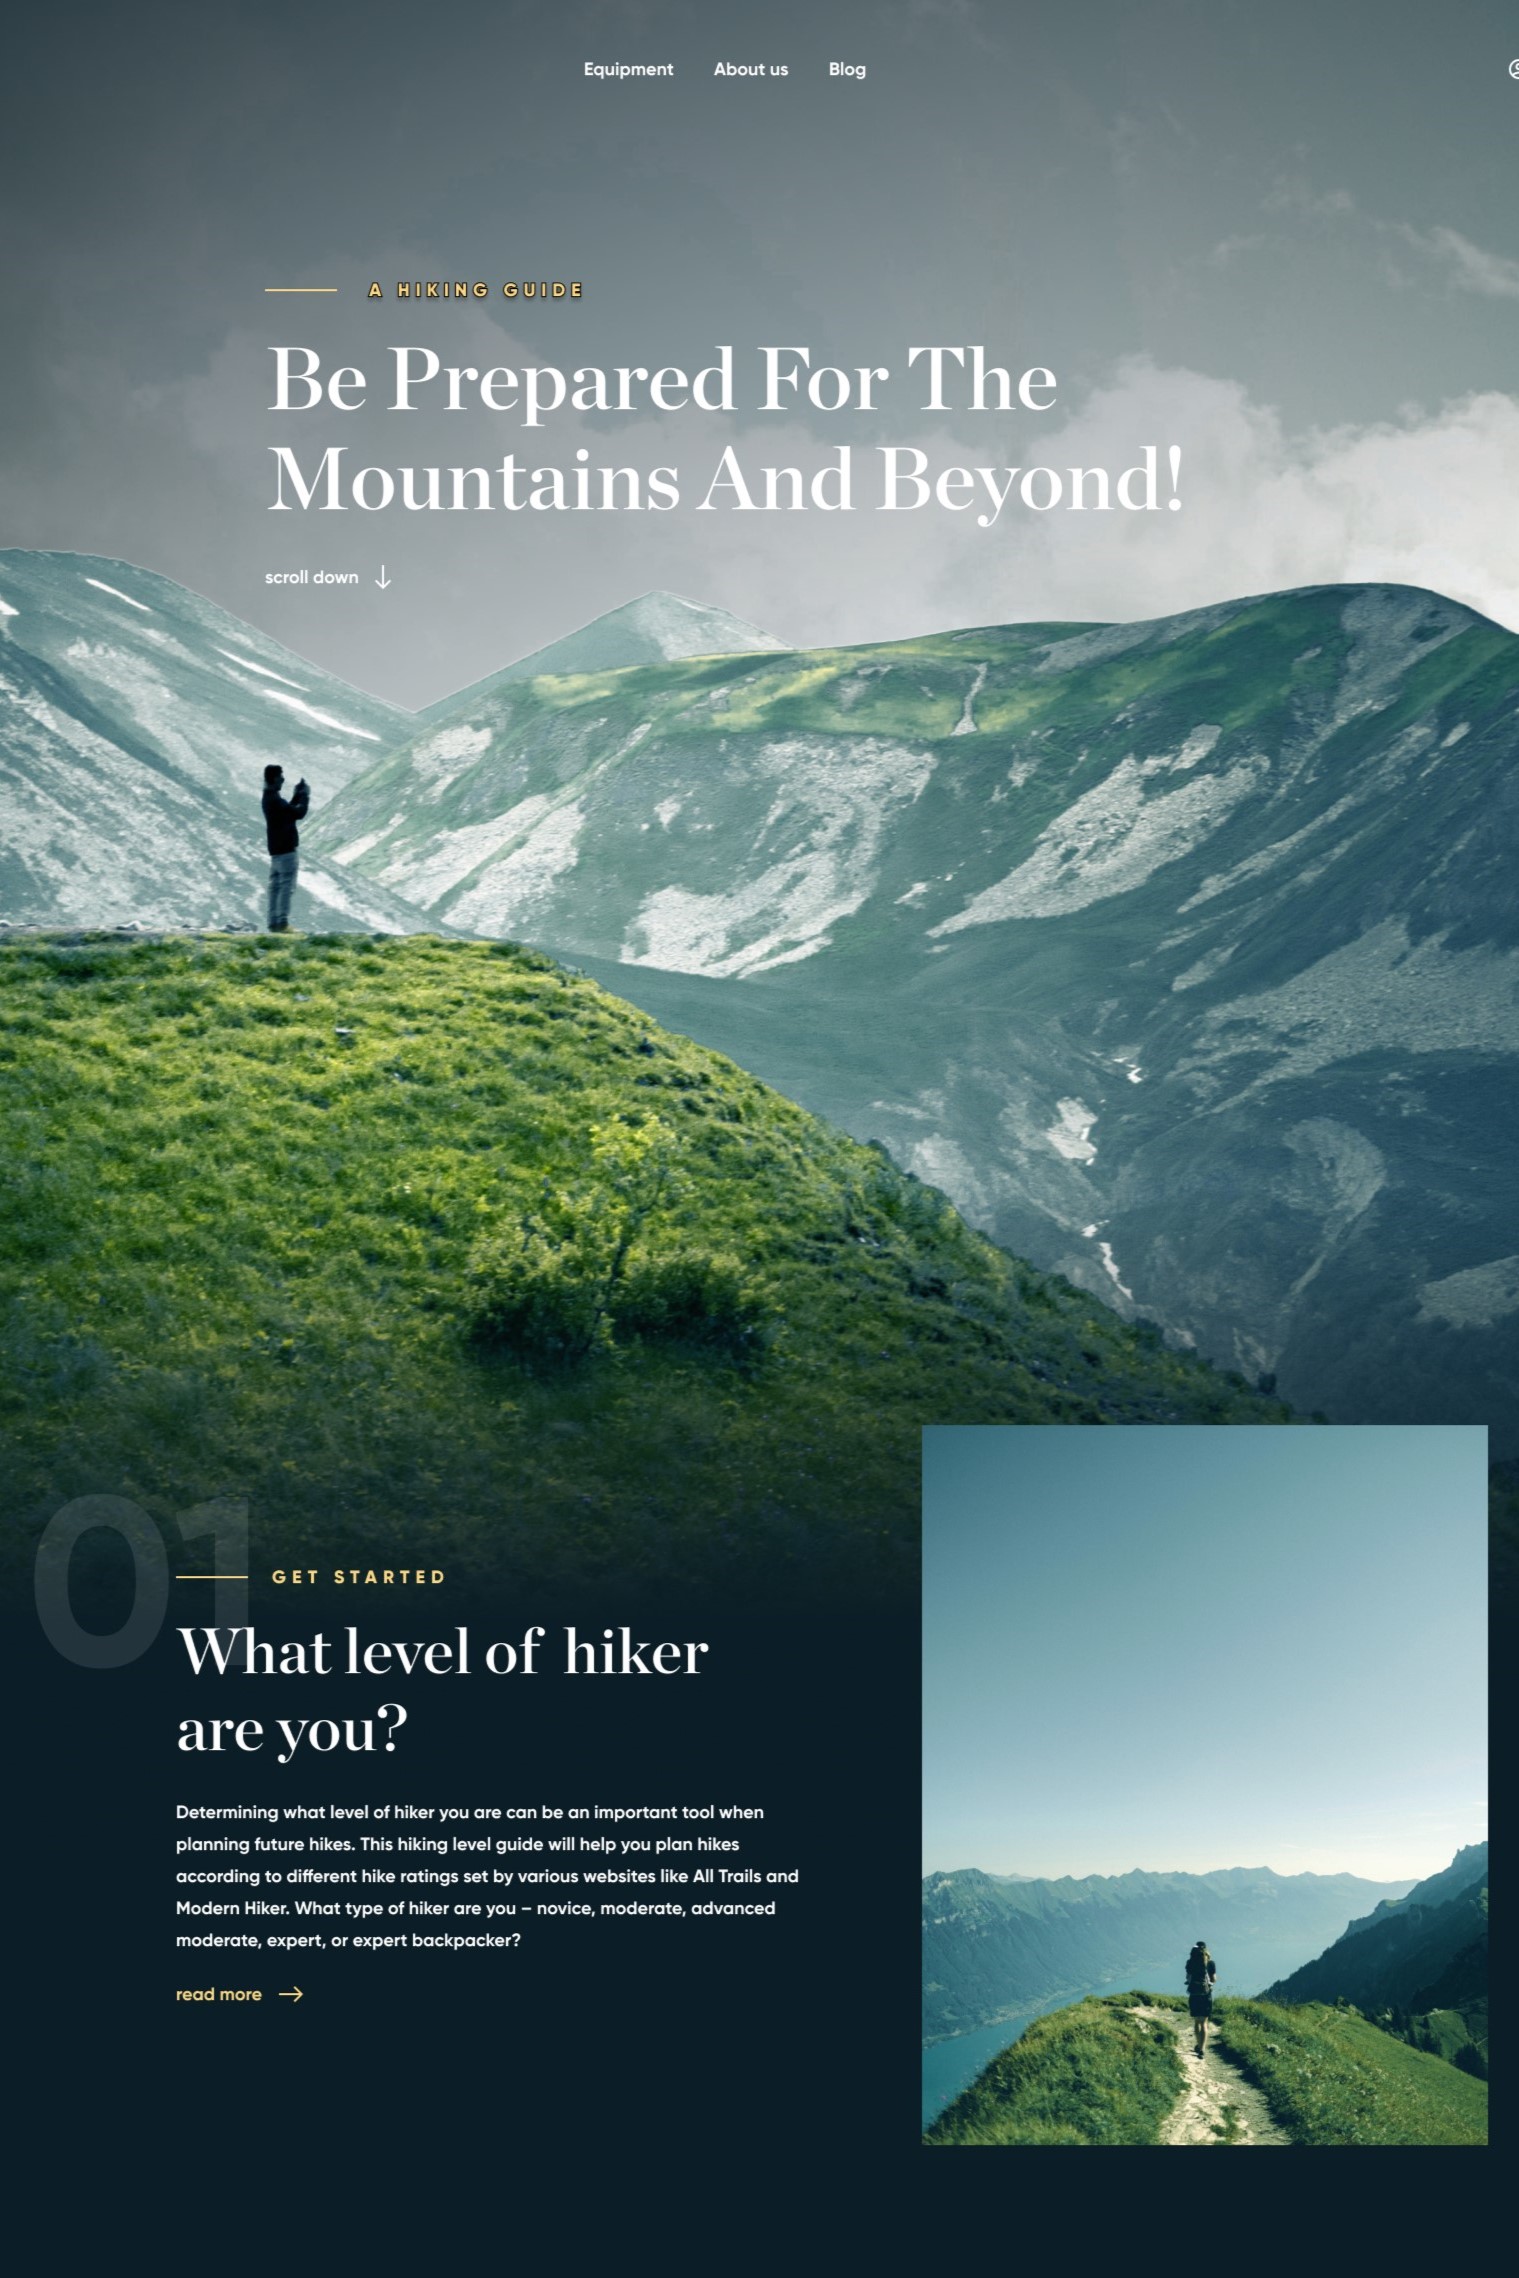 Equipment About us Blog
A HIKING GUIDE
Be Prepared For The
Mountains And Beyond!
scroll down
01
GET STARTED
What level of hiker
are you?
Determining what level of hiker you are can be an important tool when
planning future hikes. This hiking level guide will help you plan hikes
according to different hike ratings set by various websites like All Trails and
Modern Hiker. What type of hiker are you – novice, moderate, advanced
moderate, expert, or expert backpacker?
read more